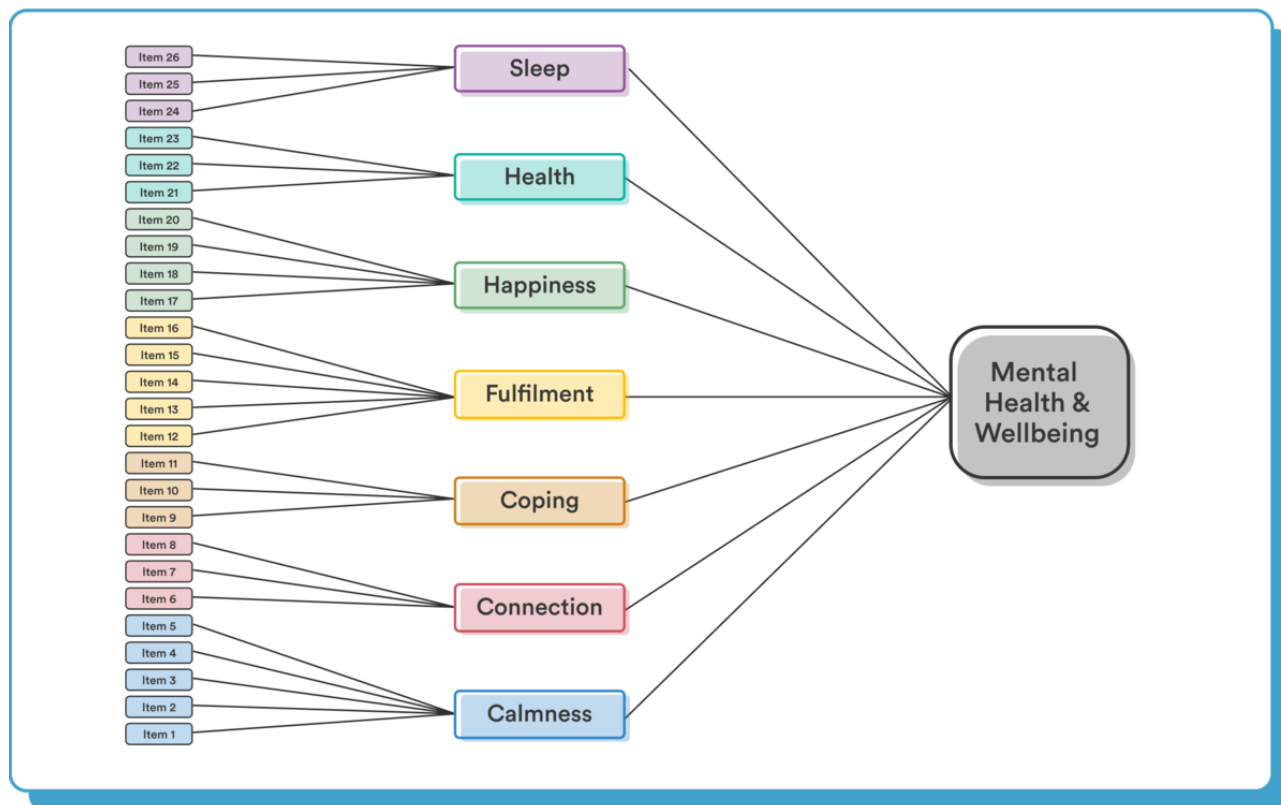 Item 26
Item 25
Item 24
Item 23
Item 22
Item 21
Item 20
Item 19
Item 18
Item 17
Item 16
Item 15
Item 14
Item 13
Item 12
Item 11
Item 10
Item 9
Item 8
Item 7
Item 6
Item 5
Item 4
Item 3
Item 2
Item 1
Sleep
Health
Happiness
Fulfilment
Coping
Connection
Calmness
Mental
Health &
Wellbeing